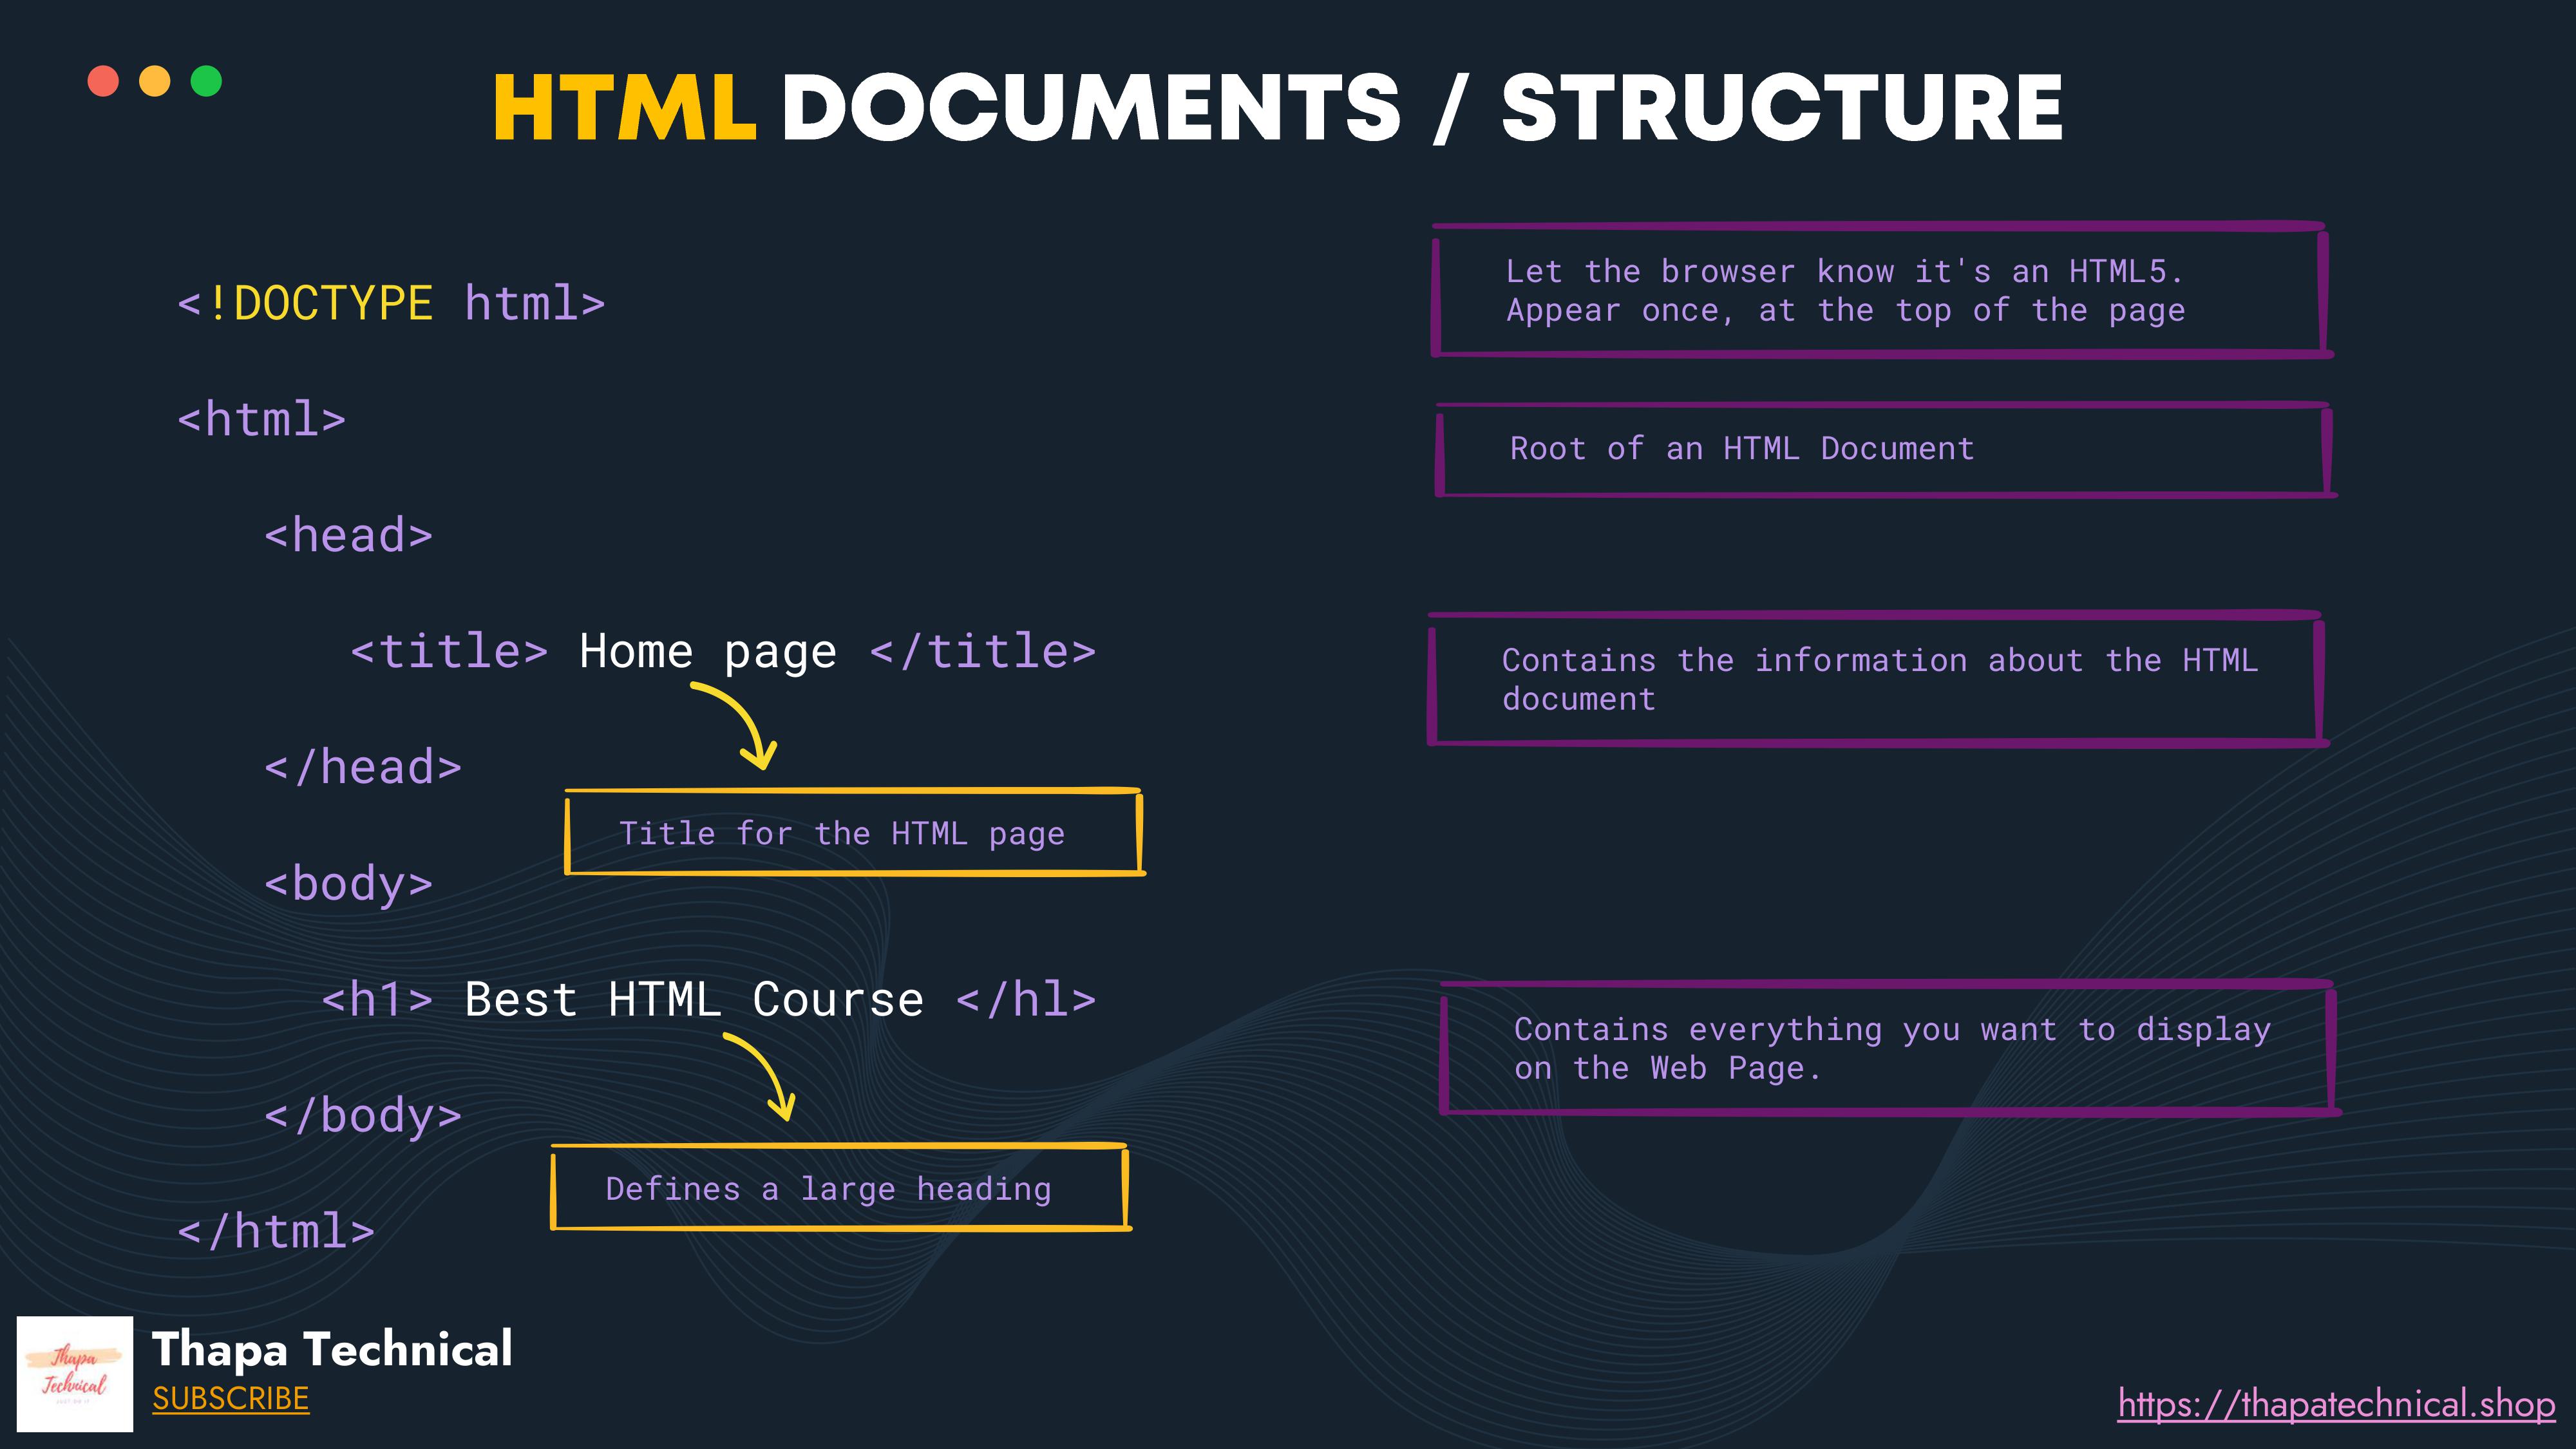 HTML DOCUMENTS / STRUCTURE
<!DOCTYPE html>
Let the browser know it's an HTML5.
Appear once, at the top of the page
<html>
Root of an HTML Document
<head>
<title> Home page </title>
Contains the information about the HTML
document
</head>
Title for the HTML page
<body>
<h1> Best HTML Course </hl>
Contains everything you want to display
on the Web Page.
</body>
Defines a large heading
</html>
Thapa
Technical
Thapa Technical
SUBSCRIBE
https://thapatechnical.shop